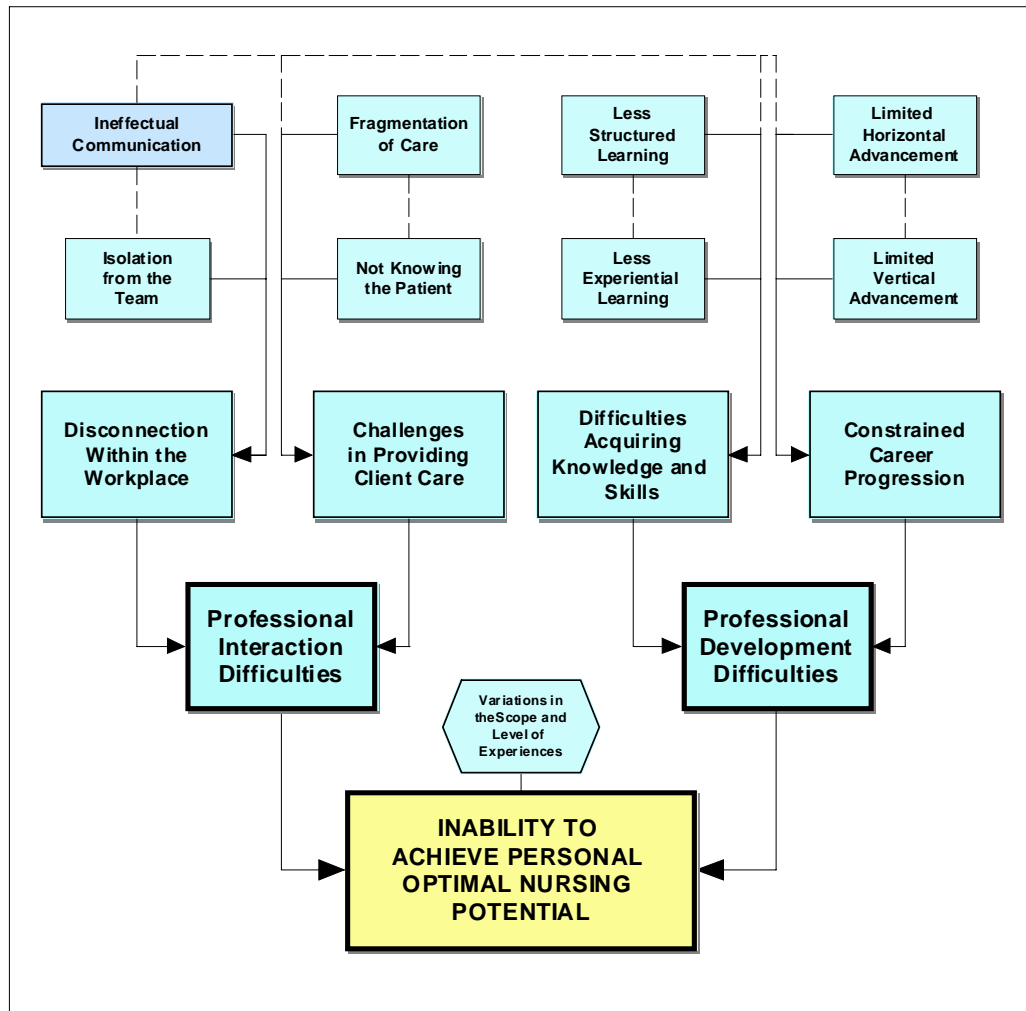 Ineffectual
Communication
Fragmentation
of Care
Less
Structured
Learning
Limited
Horizontal
Advancement
Isolation
from the
Team
Not Knowing
the Patient
Less
Experiential
Learning
Limited
Vertical
Advancement
Disconnection
Within the
Workplace
Challenges
in Providing
Client Care
Difficulties
Acquiring
Knowledge and
Skills
Constrained
Career
Progression
Professional
Interaction
Difficulties
Professional
Development
Difficulties
Variations in
theScope and
Level of
Experiences
INABILITY TO
ACHIEVE PERSONAL
OPTIMAL NURSING
POTENTIAL